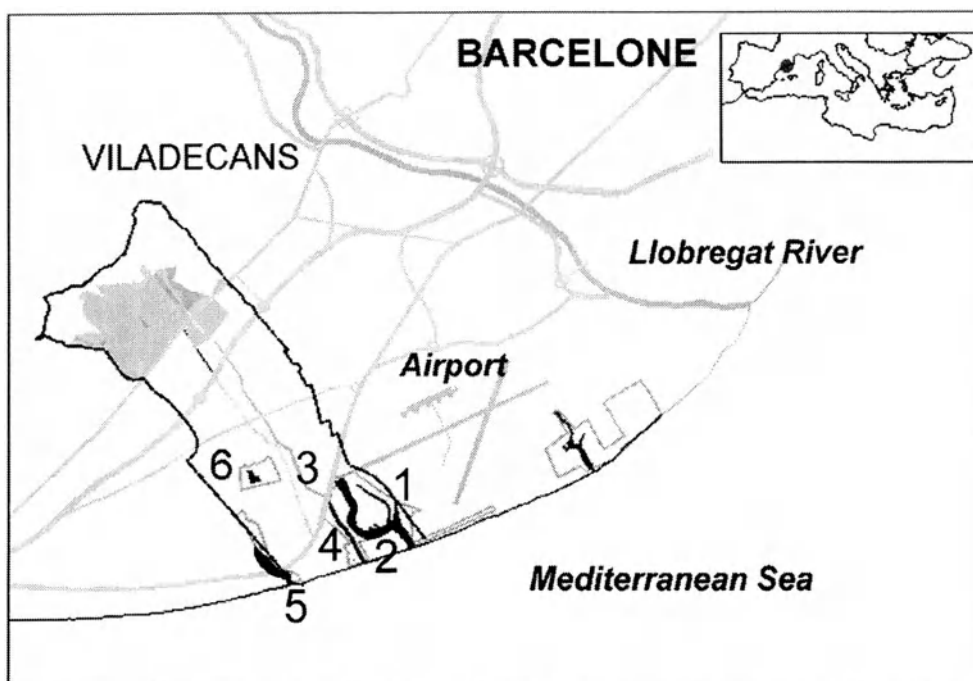 BARCELONE
VILADECANS
Llobregat River
Airport
6
3
1
4
2
5
Mediterranean Sea